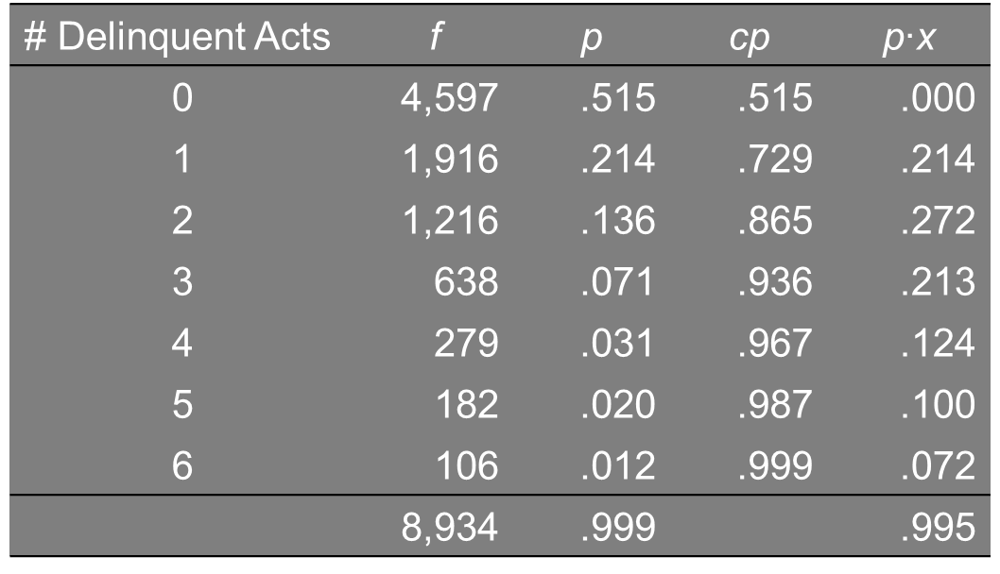 # Delinquent Acts f p cp p·x
0 4,597 .515 .515 .000
1 1,916 .214 .729 .214
2 1,216 .136 .865 .272
3 638 .071 .936 .213
4 279 .031 .967 .124
5 182 .020 .987 .100
6 106 .012 .999 .072
8,934 .999 .995